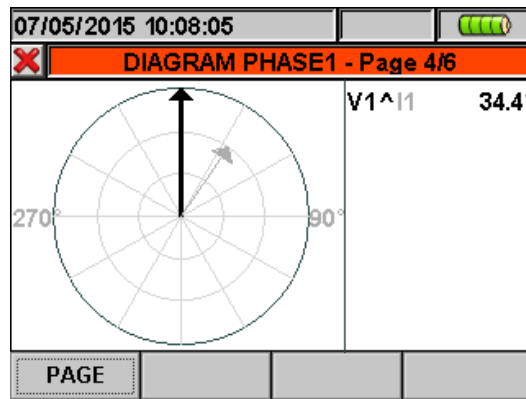 07/05/2015 10:08:05
DIAGRAM PHASE1 - Page 4/6
V1^I1 34.4
270°
90°
PAGE